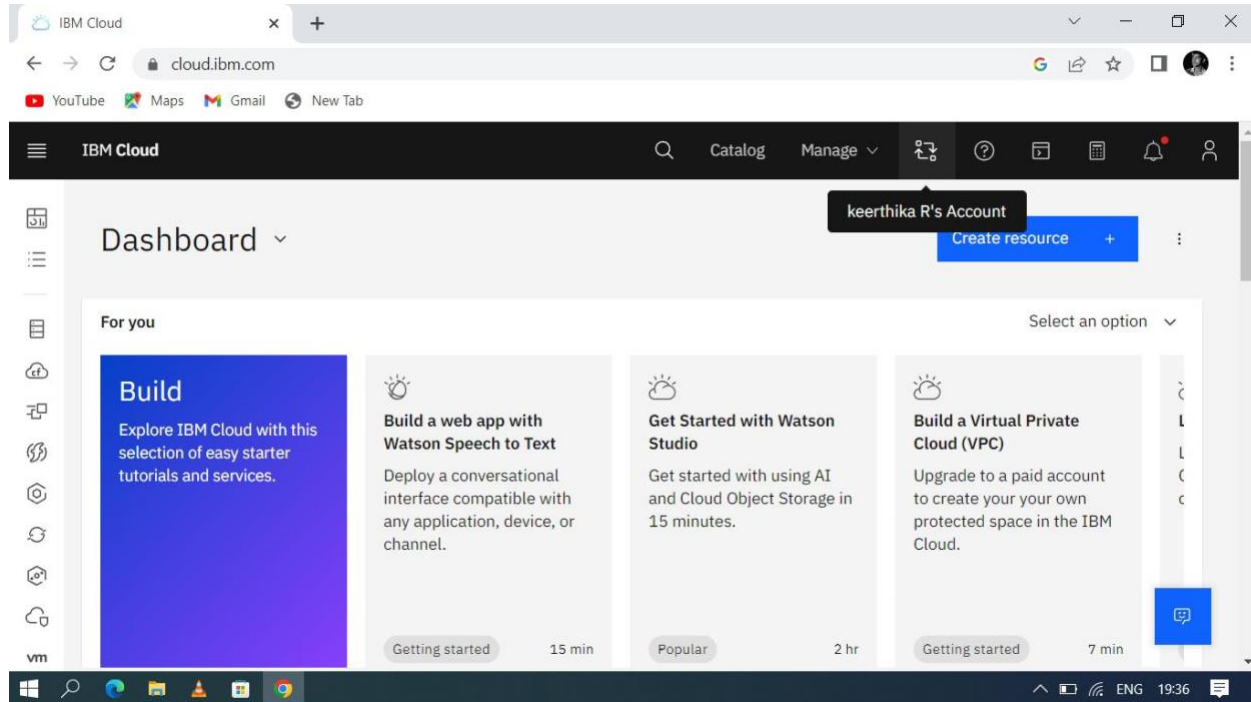 IBM Cloud
cloud.ibm.com
YouTube Maps Gmail New Tab
IBM Cloud Catalog Manage
keerthika R's Account
Dashboard Create resource +
For you Select an option
Build
Explore IBM Cloud with this
selection of easy starter
tutorials and services.
Build a web app with
Watson Speech to Text
Deploy a conversational
interface compatible with
any application, device, or
channel.
Getting started 15 min
Get Started with Watson
Studio
Get started with using AI
and Cloud Object Storage in
15 minutes.
Popular 2 hr
Build a Virtual Private
Cloud (VPC)
Upgrade to a paid account
to create your your own
protected space in the IBM
Cloud.
Getting started 7 min
vm
ENG 19:36